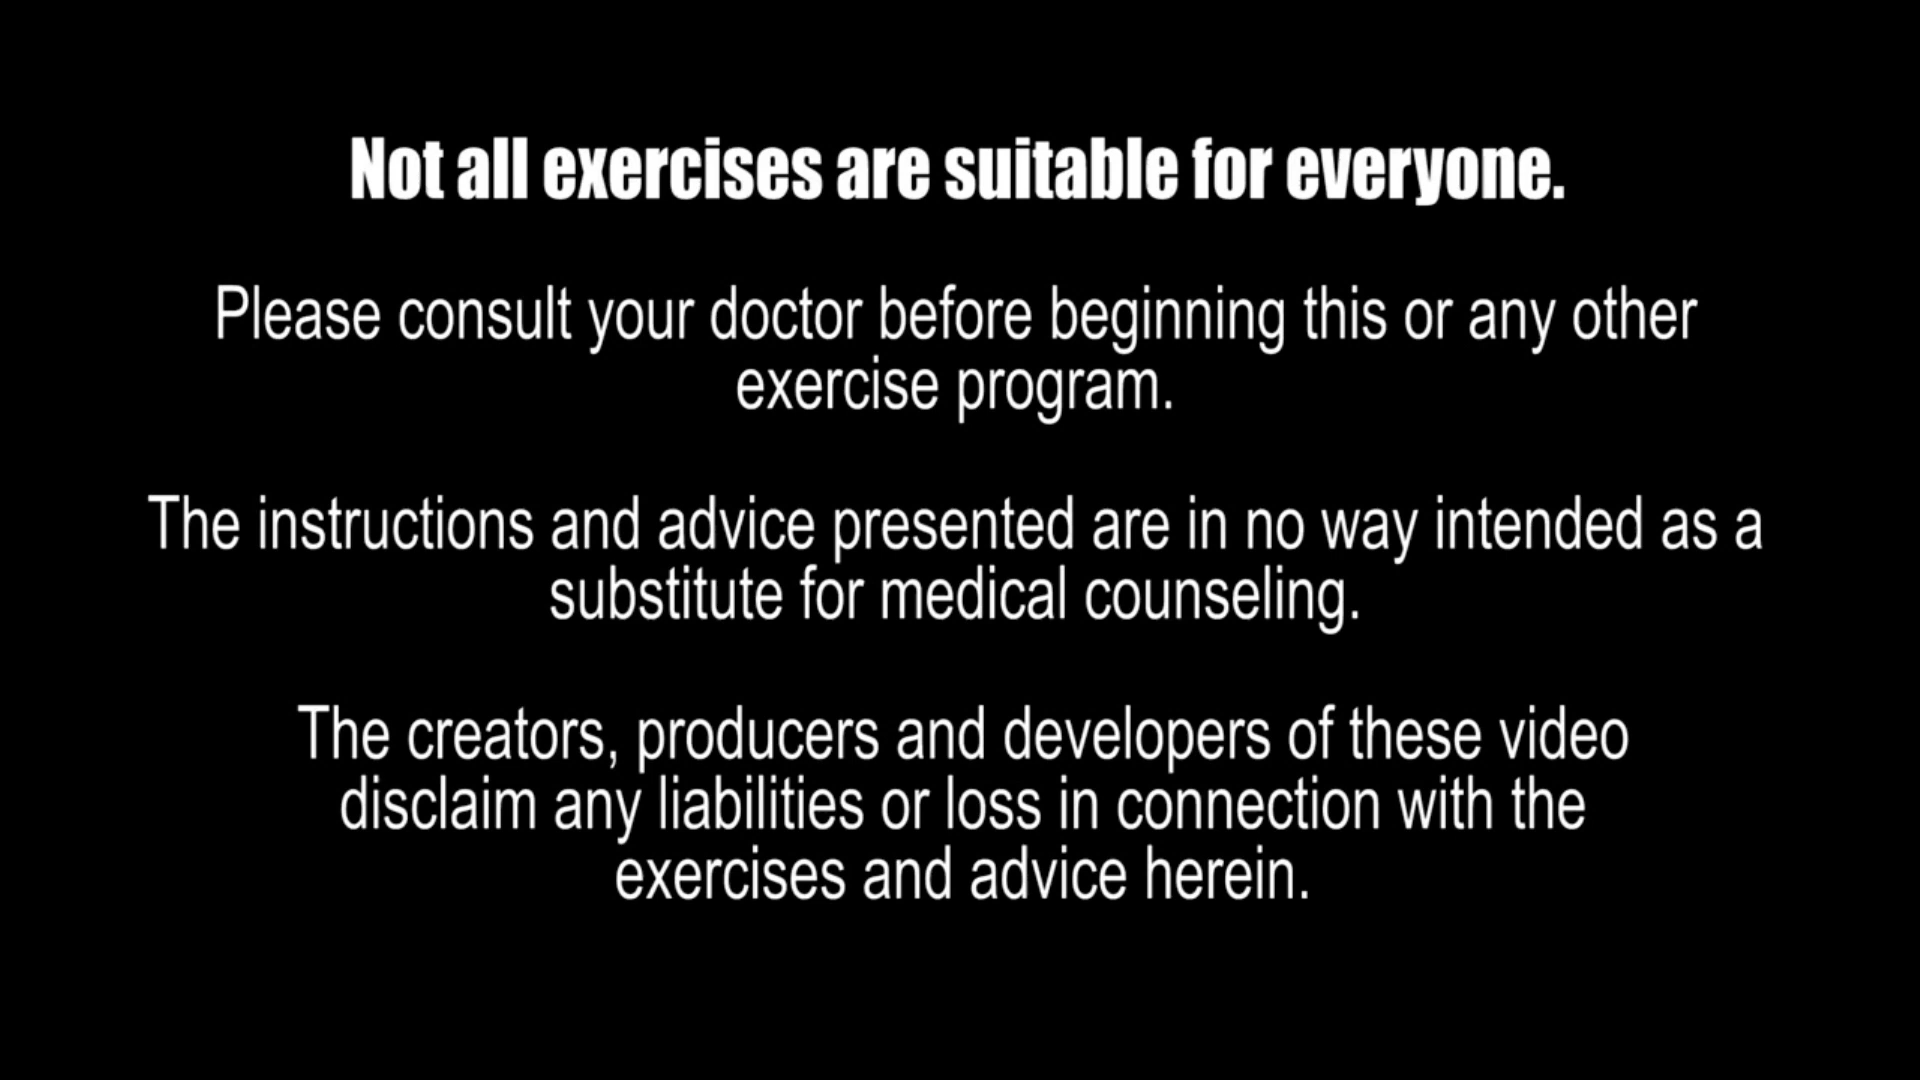 Not all exercises are suitable for everyone.
Please consult your doctor before beginning this or any other
exercise program.
The instructions and advice presented are in no way intended as a
substitute for medical counseling.
The creators, producers and developers of these video
disclaim any liabilities or loss in connection with the
exercises and advice herein.